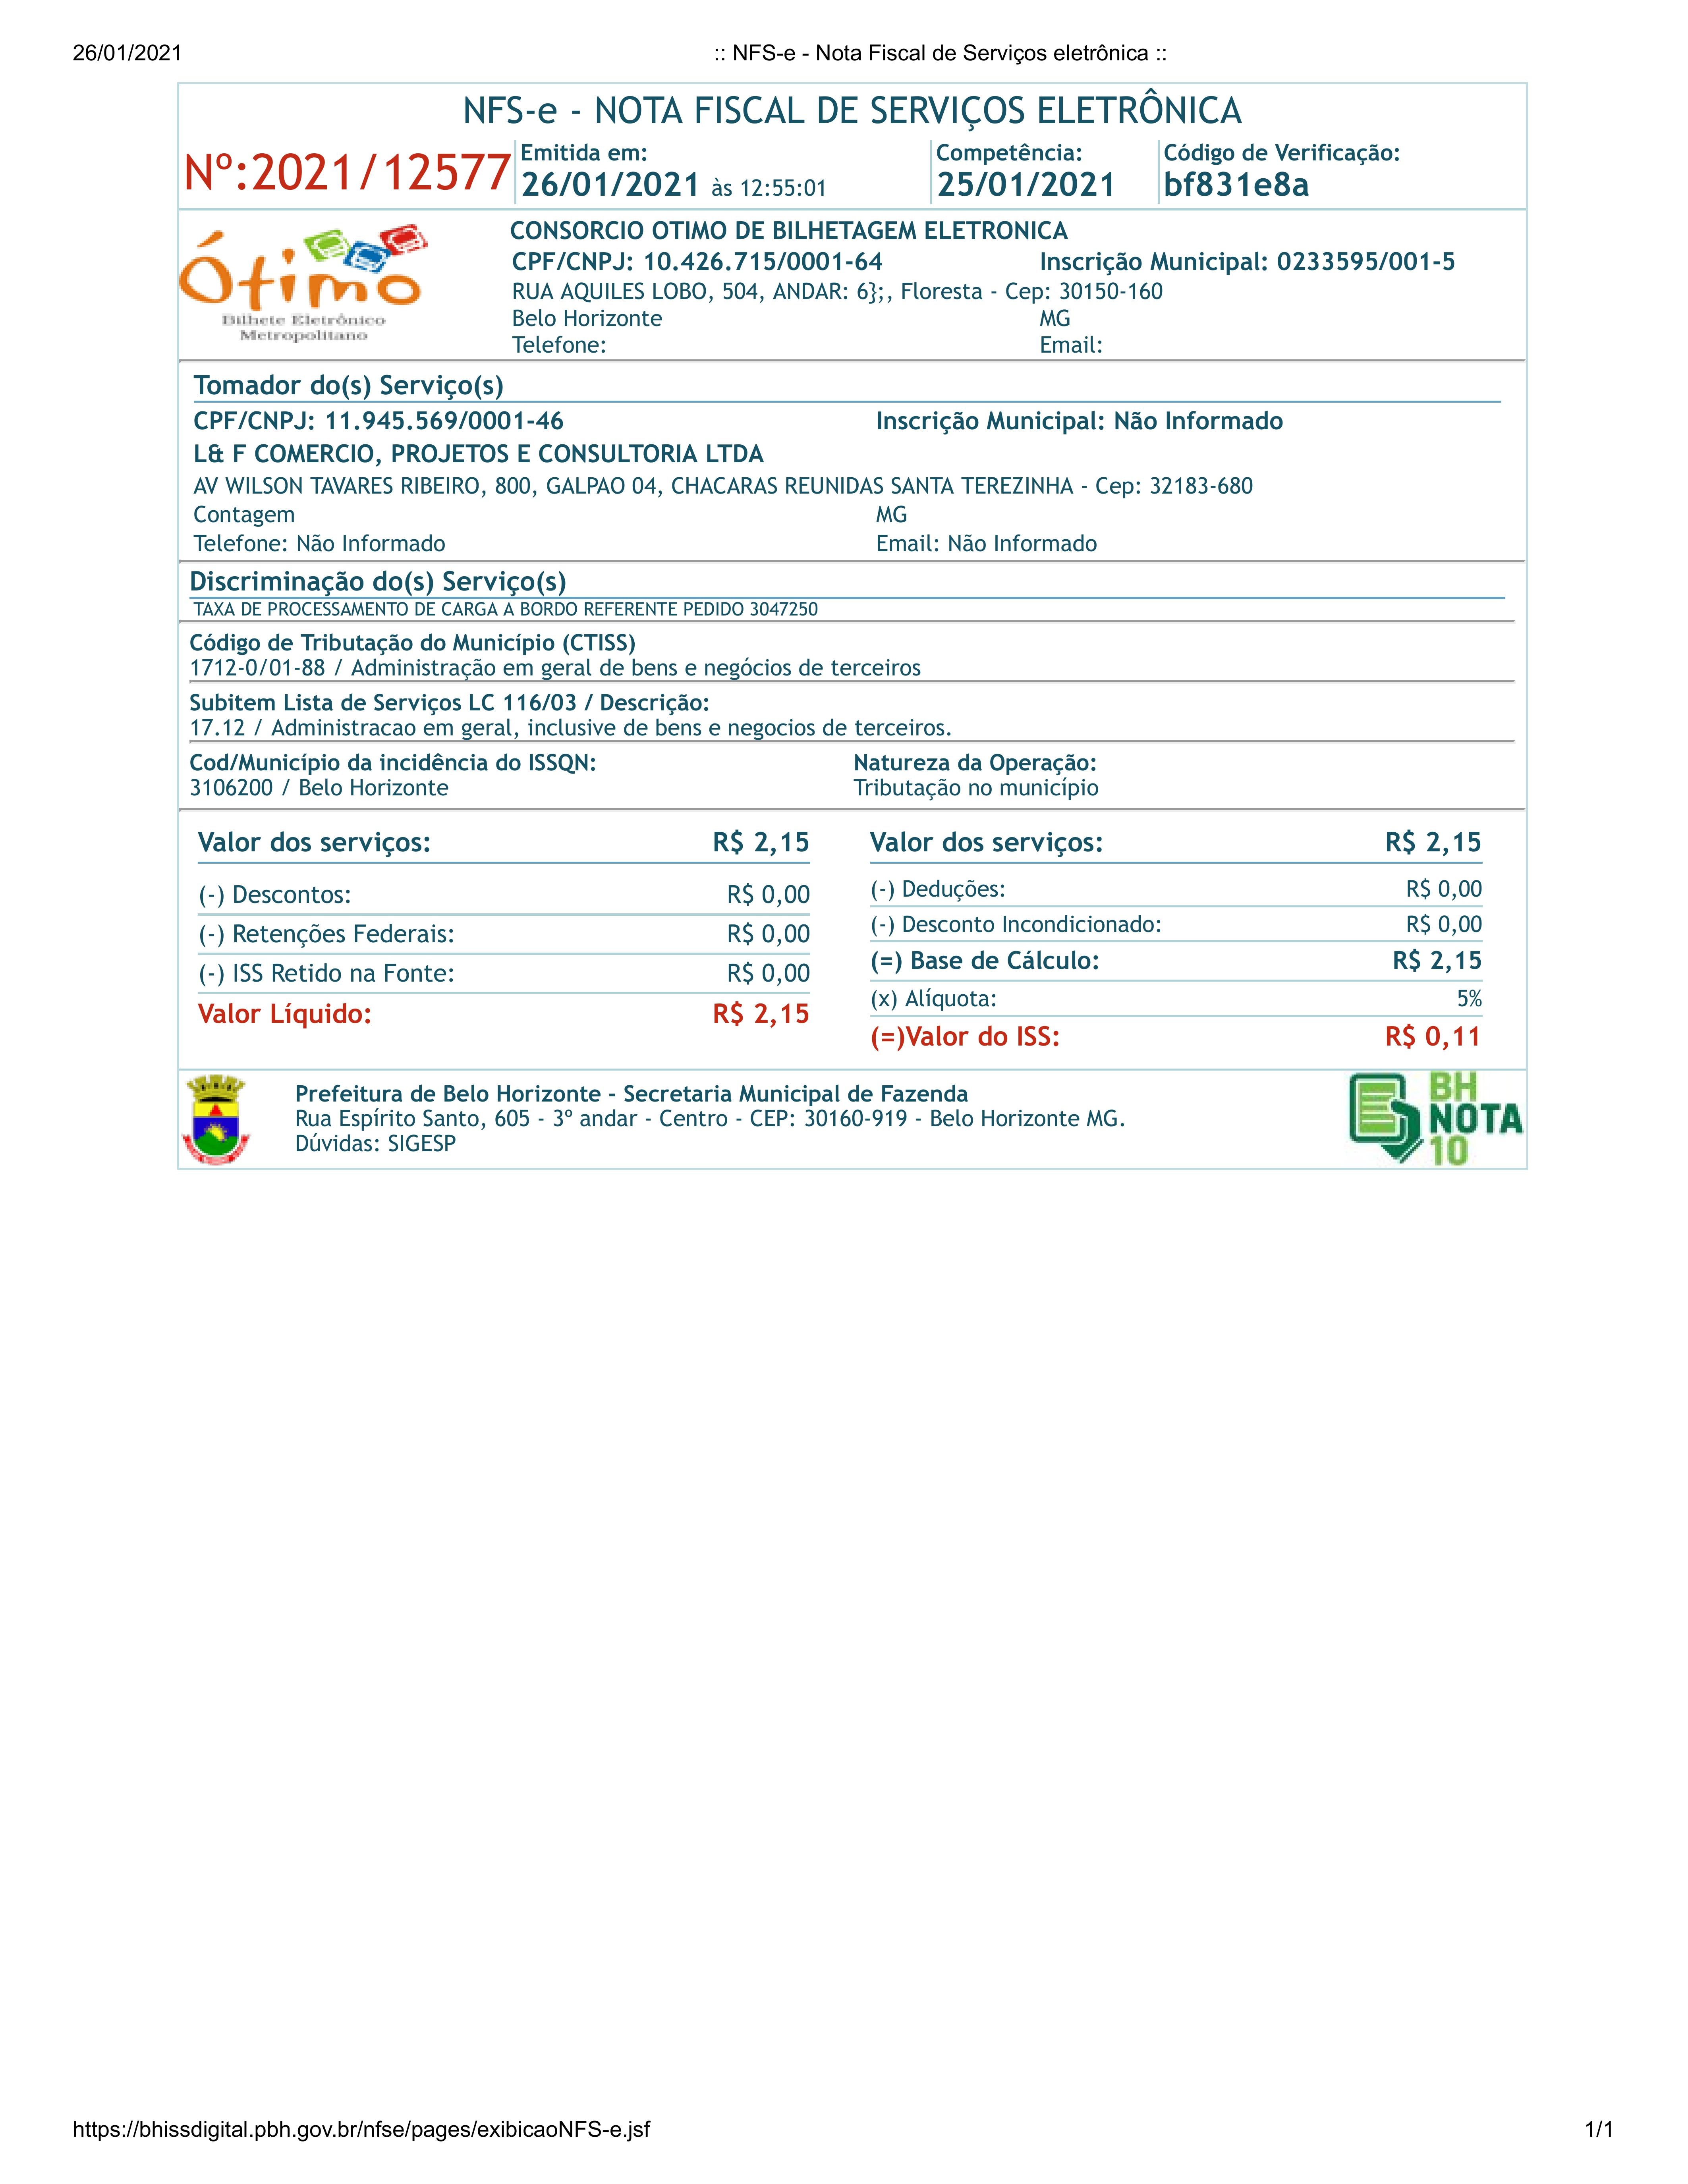 26/01/2021 :: NFS-e - Nota Fiscal de Serviços eletrônica ::
NFS-e - NOTA FISCAL DE SERVIÇOS ELETRÔNICA
Nº:2021/12577
Emitida em:
26/01/2021 às 12:55:01
Competência:
25/01/2021
Código de Verificação:
bf831e8a
Ótimo
Bilhete Eletrônico
Metropolitano
CONSORCIO OTIMO DE BILHETAGEM ELETRONICA
CPF/CNPJ: 10.426.715/0001-64 Inscrição Municipal: 0233595/001-5
RUA AQUILES LOBO, 504, ANDAR: 6};, Floresta - Cep: 30150-160
Belo Horizonte MG
Telefone: Email:
Tomador do(s) Serviço(s)
CPF/CNPJ: 11.945.569/0001-46 Inscrição Municipal: Não Informado
L& F COMERCIO, PROJETOS E CONSULTORIA LTDA
AV WILSON TAVARES RIBEIRO, 800, GALPAO 04, CHACARAS REUNIDAS SANTA TEREZINHA - Cep: 32183-680
Contagem MG
Telefone: Não Informado Email: Não Informado
Discriminação do(s) Serviço(s)
TAXA DE PROCESSAMENTO DE CARGA A BORDO REFERENTE PEDIDO 3047250
Código de Tributação do Município (CTISS)
1712-0/01-88 / Administração em geral de bens e negócios de terceiros
Subitem Lista de Serviços LC 116/03 / Descrição:
17.12 / Administracao em geral, inclusive de bens e negocios de terceiros.
Cod/Município da incidência do ISSQN: Natureza da Operação:
3106200 / Belo Horizonte Tributação no município
Valor dos serviços: R$ 2,15
(-) Descontos: R$ 0,00
(-) Retenções Federais: R$ 0,00
(-) ISS Retido na Fonte: R$ 0,00
Valor Líquido: R$ 2,15
Valor dos serviços: R$ 2,15
(-) Deduções: R$ 0,00
(-) Desconto Incondicionado: R$ 0,00
(=) Base de Cálculo: R$ 2,15
(x) Alíquota: 5%
(=)Valor do ISS: R$ 0,11
Prefeitura de Belo Horizonte - Secretaria Municipal de Fazenda
Rua Espírito Santo, 605 - 3º andar - Centro - CEP: 30160-919 - Belo Horizonte MG.
Dúvidas: SIGESP
BH
NOTA
10
https://bhissdigital.pbh.gov.br/nfse/pages/exibicaoNFS-e.jsf 1/1